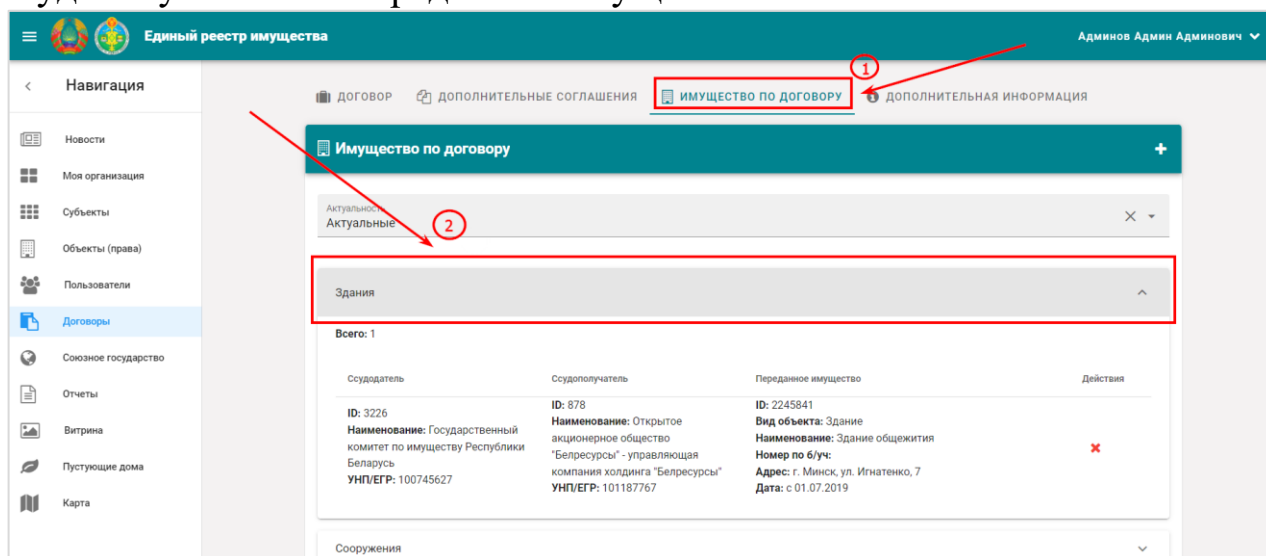 Единый реестр имущества
Админов Админ Админович
Навигация
ДОГОВОР
ДОПОЛНИТЕЛЬНЫЕ СОГЛАШЕНИЯ
ИМУЩЕСТВО ПО ДОГОВОРУ
1
ДОПОЛНИТЕЛЬНАЯ ИНФОРМАЦИЯ
Новости
Моя организация
Субъекты
Объекты (права)
Пользователи
Договоры
Союзное государство
Отчеты
Витрина
Пустующие дома
Карта
Имущество по договору
Актуальность
Актуальные
2
Здания
Всего: 1
Ссудодатель
Ссудополучатель
Переданное имущество
Действия
ID: 3226
Наименование: Государственный
комитет по имуществу Республики
Беларусь
УНП/ЕГР: 100745627
ID: 878
Наименование: Открытое
акционерное общество
"Белресурсы" - управляющая
компания холдинга "Белресурсы"
УНП/ЕГР: 101187767
ID: 2245841
Вид объекта: Здание
Наименование: Здание общежития
Номер по б/уч:
Адрес: г. Минск, ул. Игнатенко, 7
Дата: с 01.07.2019
Сооружения